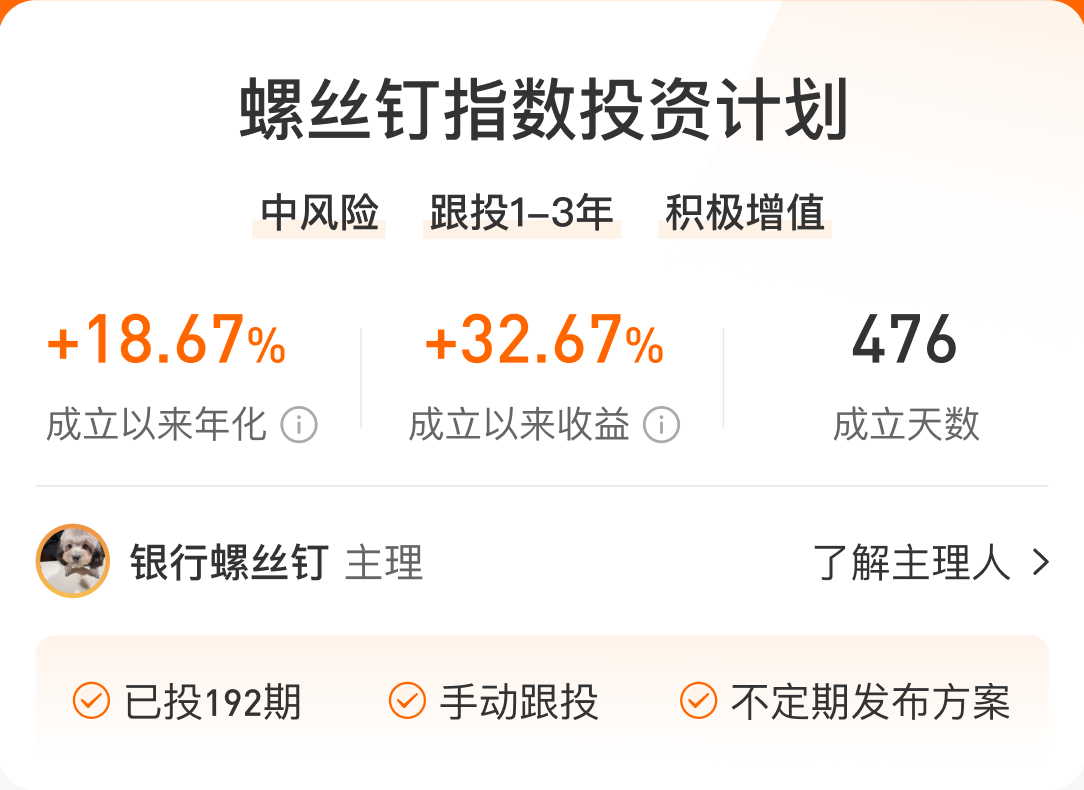 螺丝钉指数投资计划
中风险 跟投1-3年 积极增值
+18.67% +32.67% 476
成立以来年化 成立以来收益 成立天数
银行螺丝钉 主理 了解主理人 >
已投192期 手动跟投 不定期发布方案